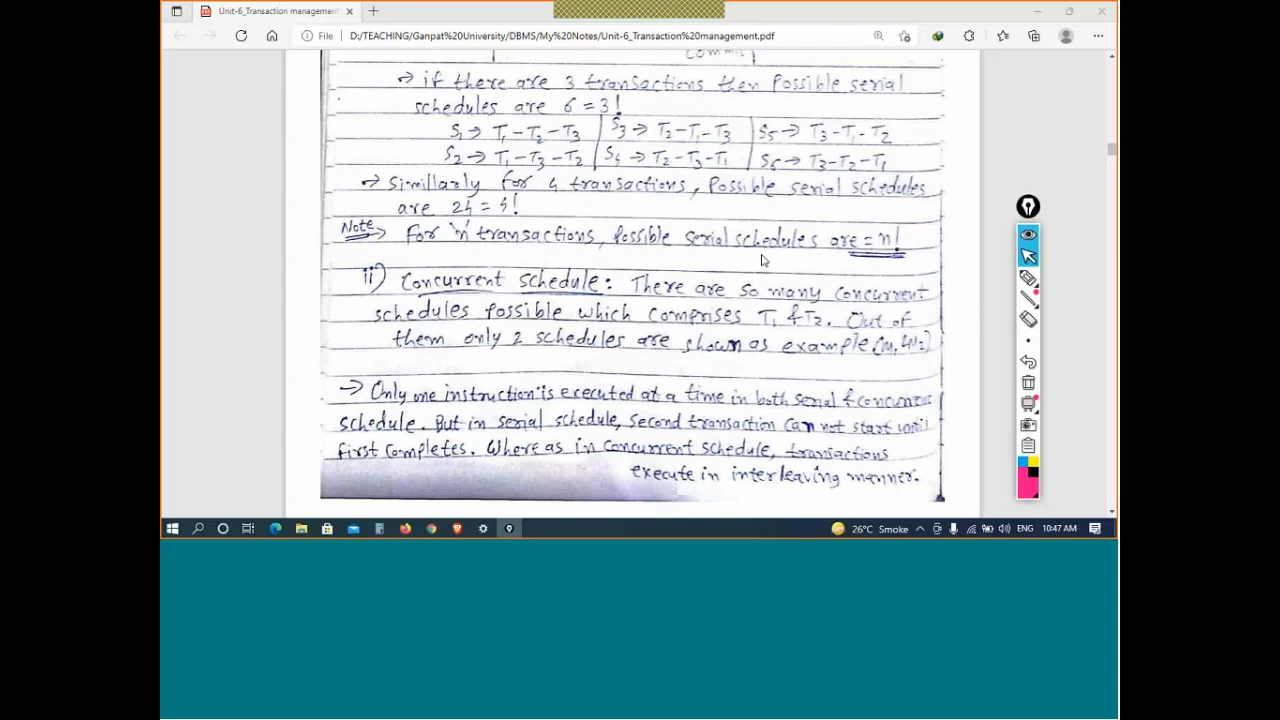 Unit-6_Transaction management
File D:/TEACHING/Ganpat%20University/DBMS/My%20Notes/Unit-6_Transaction%20management.pdf
Commit
→ if there are 3 transactions then Possible serial
schedules are 6 = 3!
S1 → T1 - T2 - T3 S3 → T2 - T1 - T3 S5 → T3 - T1 - T2
S2 → T1 - T3 - T2 S4 → T2 - T3 - T1 S6 → T3 - T2 - T1
→ Similarly for 4 transactions, Possible serial schedules
are 24 = 4!
Note → For 'n' transactions, Possible serial schedules are = n!
ii) Concurrent schedule: There are so many concurrent
schedules Possible which comprises T1 & T2. Out of
them only 2 schedules are shown as example
→ Only one instruction is executed at a time in both serial & concurrent
schedule. But in serial schedule, second transaction can not start until
first completes. Where as in concurrent schedule, transactions
execute in interleaving manner.
26°C Smoke ENG 10:47 AM